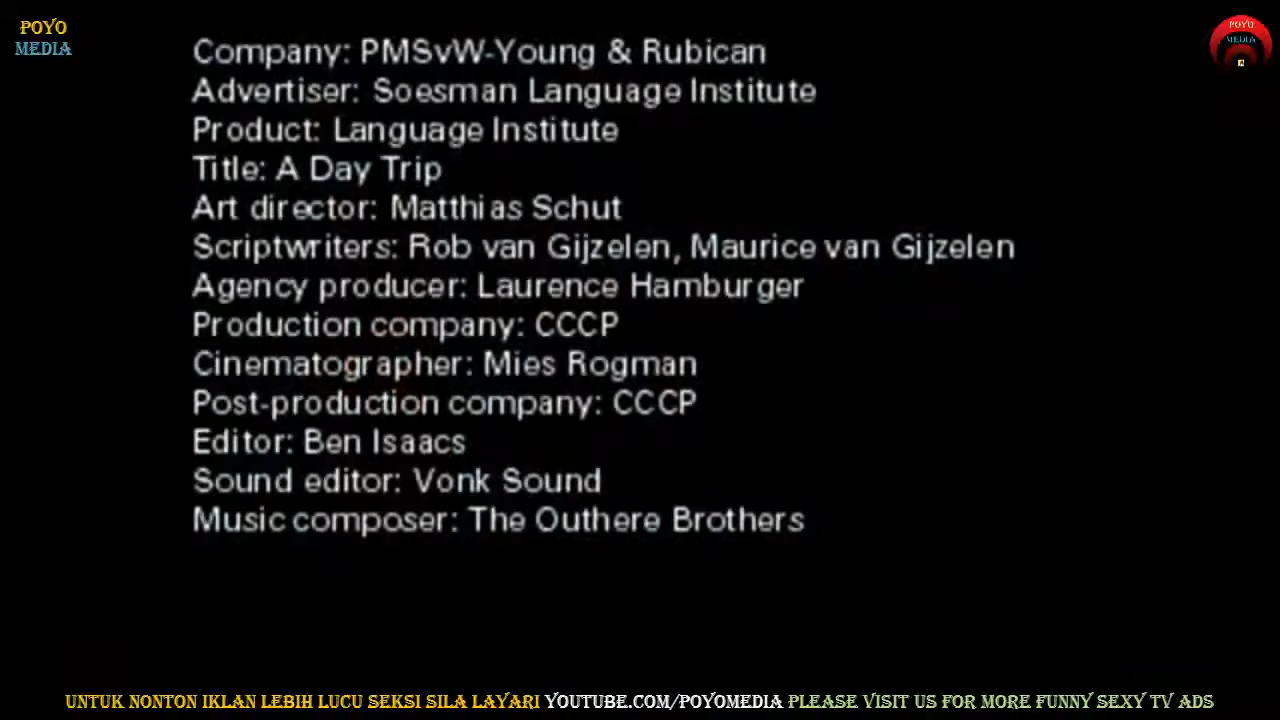 POYO
MEDIA
POYO
MEDIA
Company: PMSvW-Young & Rubican
Advertiser: Soesman Language Institute
Product: Language Institute
Title: A Day Trip
Art director: Matthias Schut
Scriptwriters: Rob van Gijzelen, Maurice van Gijzelen
Agency producer: Laurence Hamburger
Production company: CCCP
Cinematographer: Mies Rogman
Post-production company: CCCP
Editor: Ben Isaacs
Sound editor: Vonk Sound
Music composer: The Outhere Brothers
UNTUK NONTON IKLAN LEBIH LUCU SEKSI SILA LAYARI YOUTUBE.COM/POYOMEDIA PLEASE VISIT US FOR MORE FUNNY SEXY TV ADS